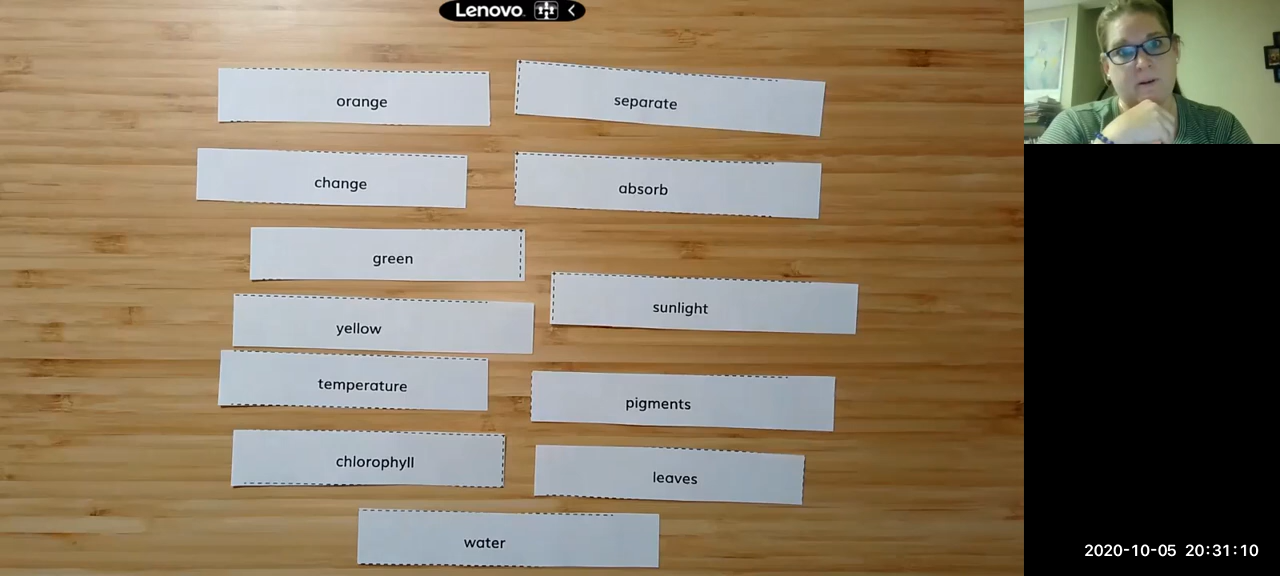 Lenovo
orange
separate
change
absorb
green
sunlight
yellow
temperature
pigments
chlorophyll
leaves
water
2020-10-05 20:31:10